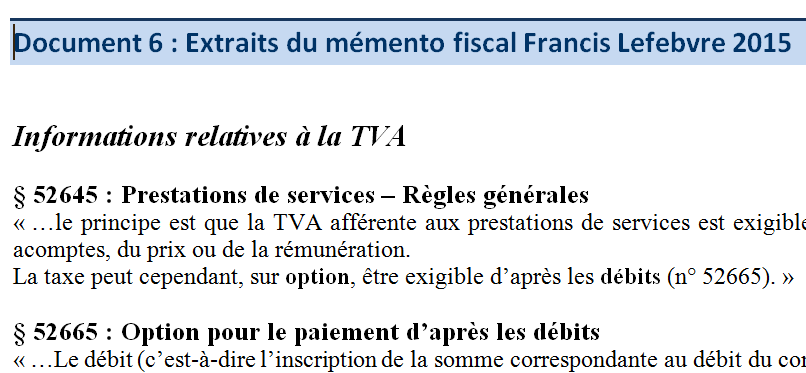 Document 6 : Extraits du mémento fiscal Francis Lefebvre 2015
Informations relatives à la TVA
§ 52645 : Prestations de services – Règles générales
« …le principe est que la TVA afférente aux prestations de services est exigible
acomptes, du prix ou de la rémunération.
La taxe peut cependant, sur option, être exigible d’après les débits (n° 52665). »
§ 52665 : Option pour le paiement d’après les débits
« …Le débit (c’est-à-dire l’inscription de la somme correspondante au débit du